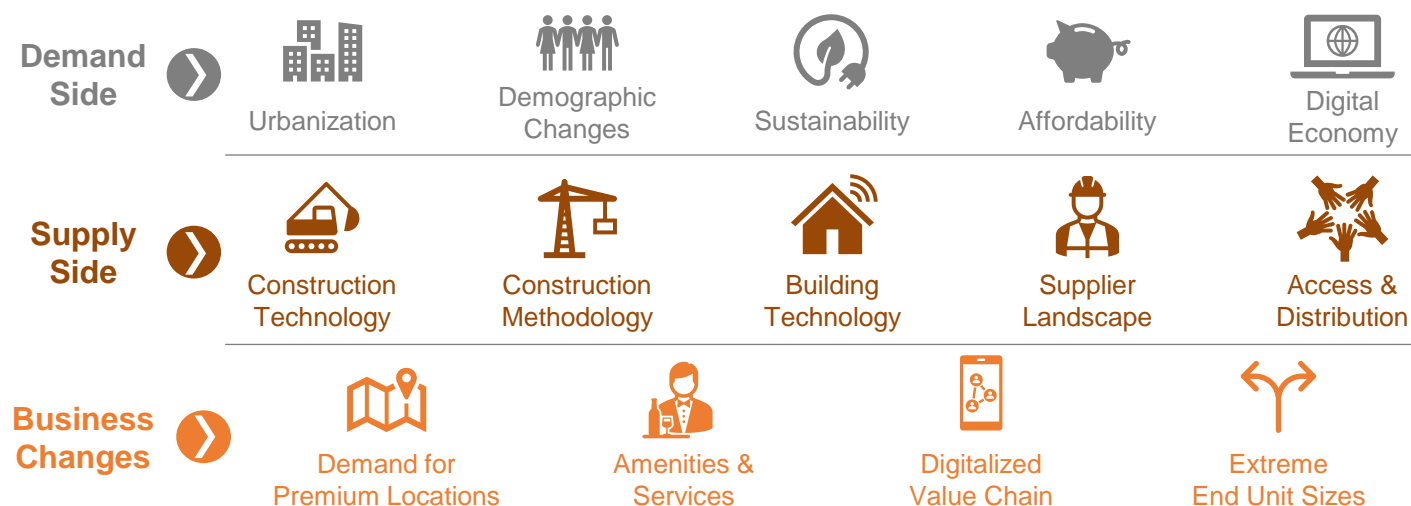 Demand
Side
Urbanization
Demographic
Changes
Sustainability
Affordability
Digital
Economy
Supply
Side
Construction
Technology
Construction
Methodology
Building
Technology
Supplier
Landscape
Access &
Distribution
Business
Changes
Demand for
Premium Locations
Amenities &
Services
Digitalized
Value Chain
Extreme
End Unit Sizes